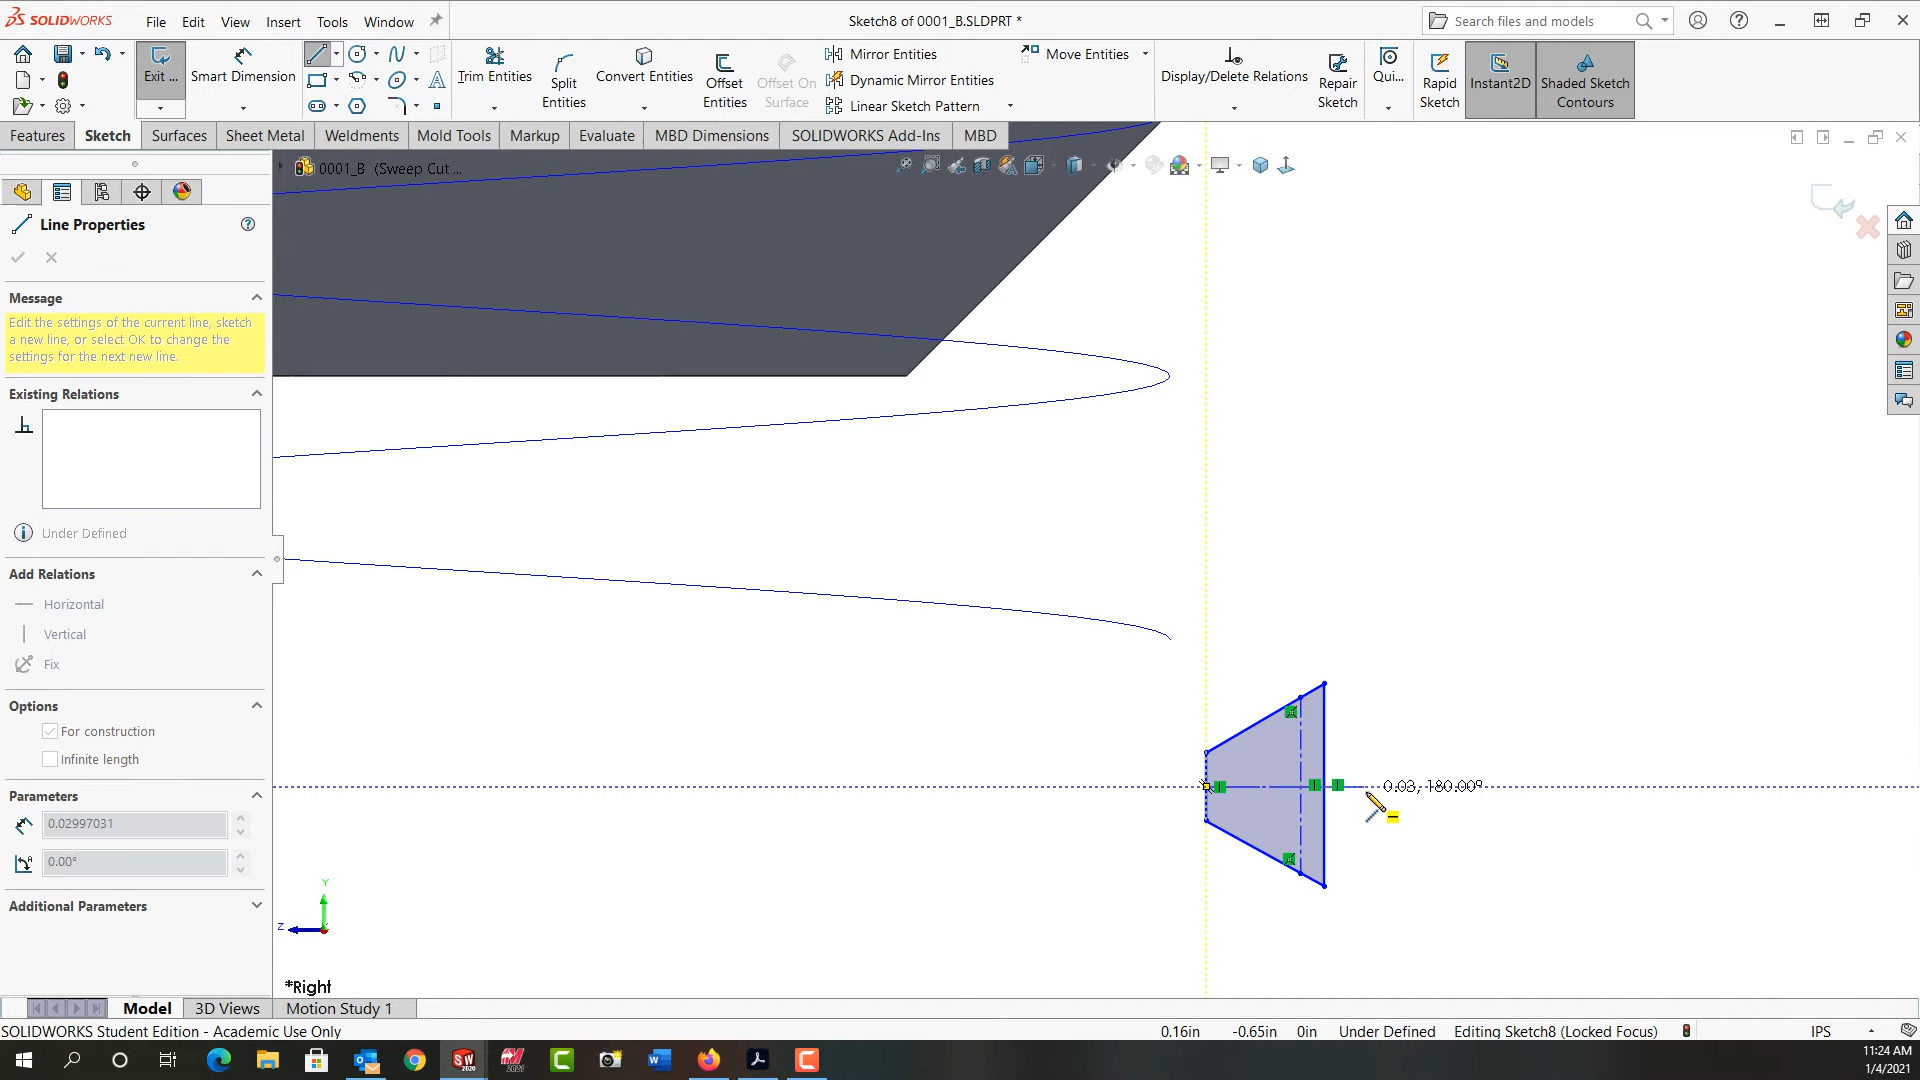 SOLIDWORKS
File
Edit
View
Insert
Tools
Window
Sketch8 of 0001_B.SLDPRT *
Search files and models
Exit ...
Smart Dimension
Trim Entities
Split
Entities
Convert Entities
Offset
Entities
Offset On
Surface
Mirror Entities
Dynamic Mirror Entities
Linear Sketch Pattern
Move Entities
Display/Delete Relations
Repair
Sketch
Qui...
Rapid
Sketch
Instant2D
Shaded Sketch
Contours
Features
Sketch
Surfaces
Sheet Metal
Weldments
Mold Tools
Markup
Evaluate
MBD Dimensions
SOLIDWORKS Add-Ins
MBD
0001_B (Sweep Cut ...
Line Properties
Message
Edit the settings of the current line, sketch
a new line, or select OK to change the
settings for the next new line.
Existing Relations
Under Defined
Add Relations
Horizontal
Vertical
Fix
Options
For construction
Infinite length
Parameters
0.02997031
0.00°
Additional Parameters
0.03, 180.00°
Y
Z
*Right
Model
3D Views
Motion Study 1
SOLIDWORKS Student Edition - Academic Use Only
0.16in
-0.65in
0in
Under Defined
Editing Sketch8 (Locked Focus)
IPS
11:24 AM
1/4/2021